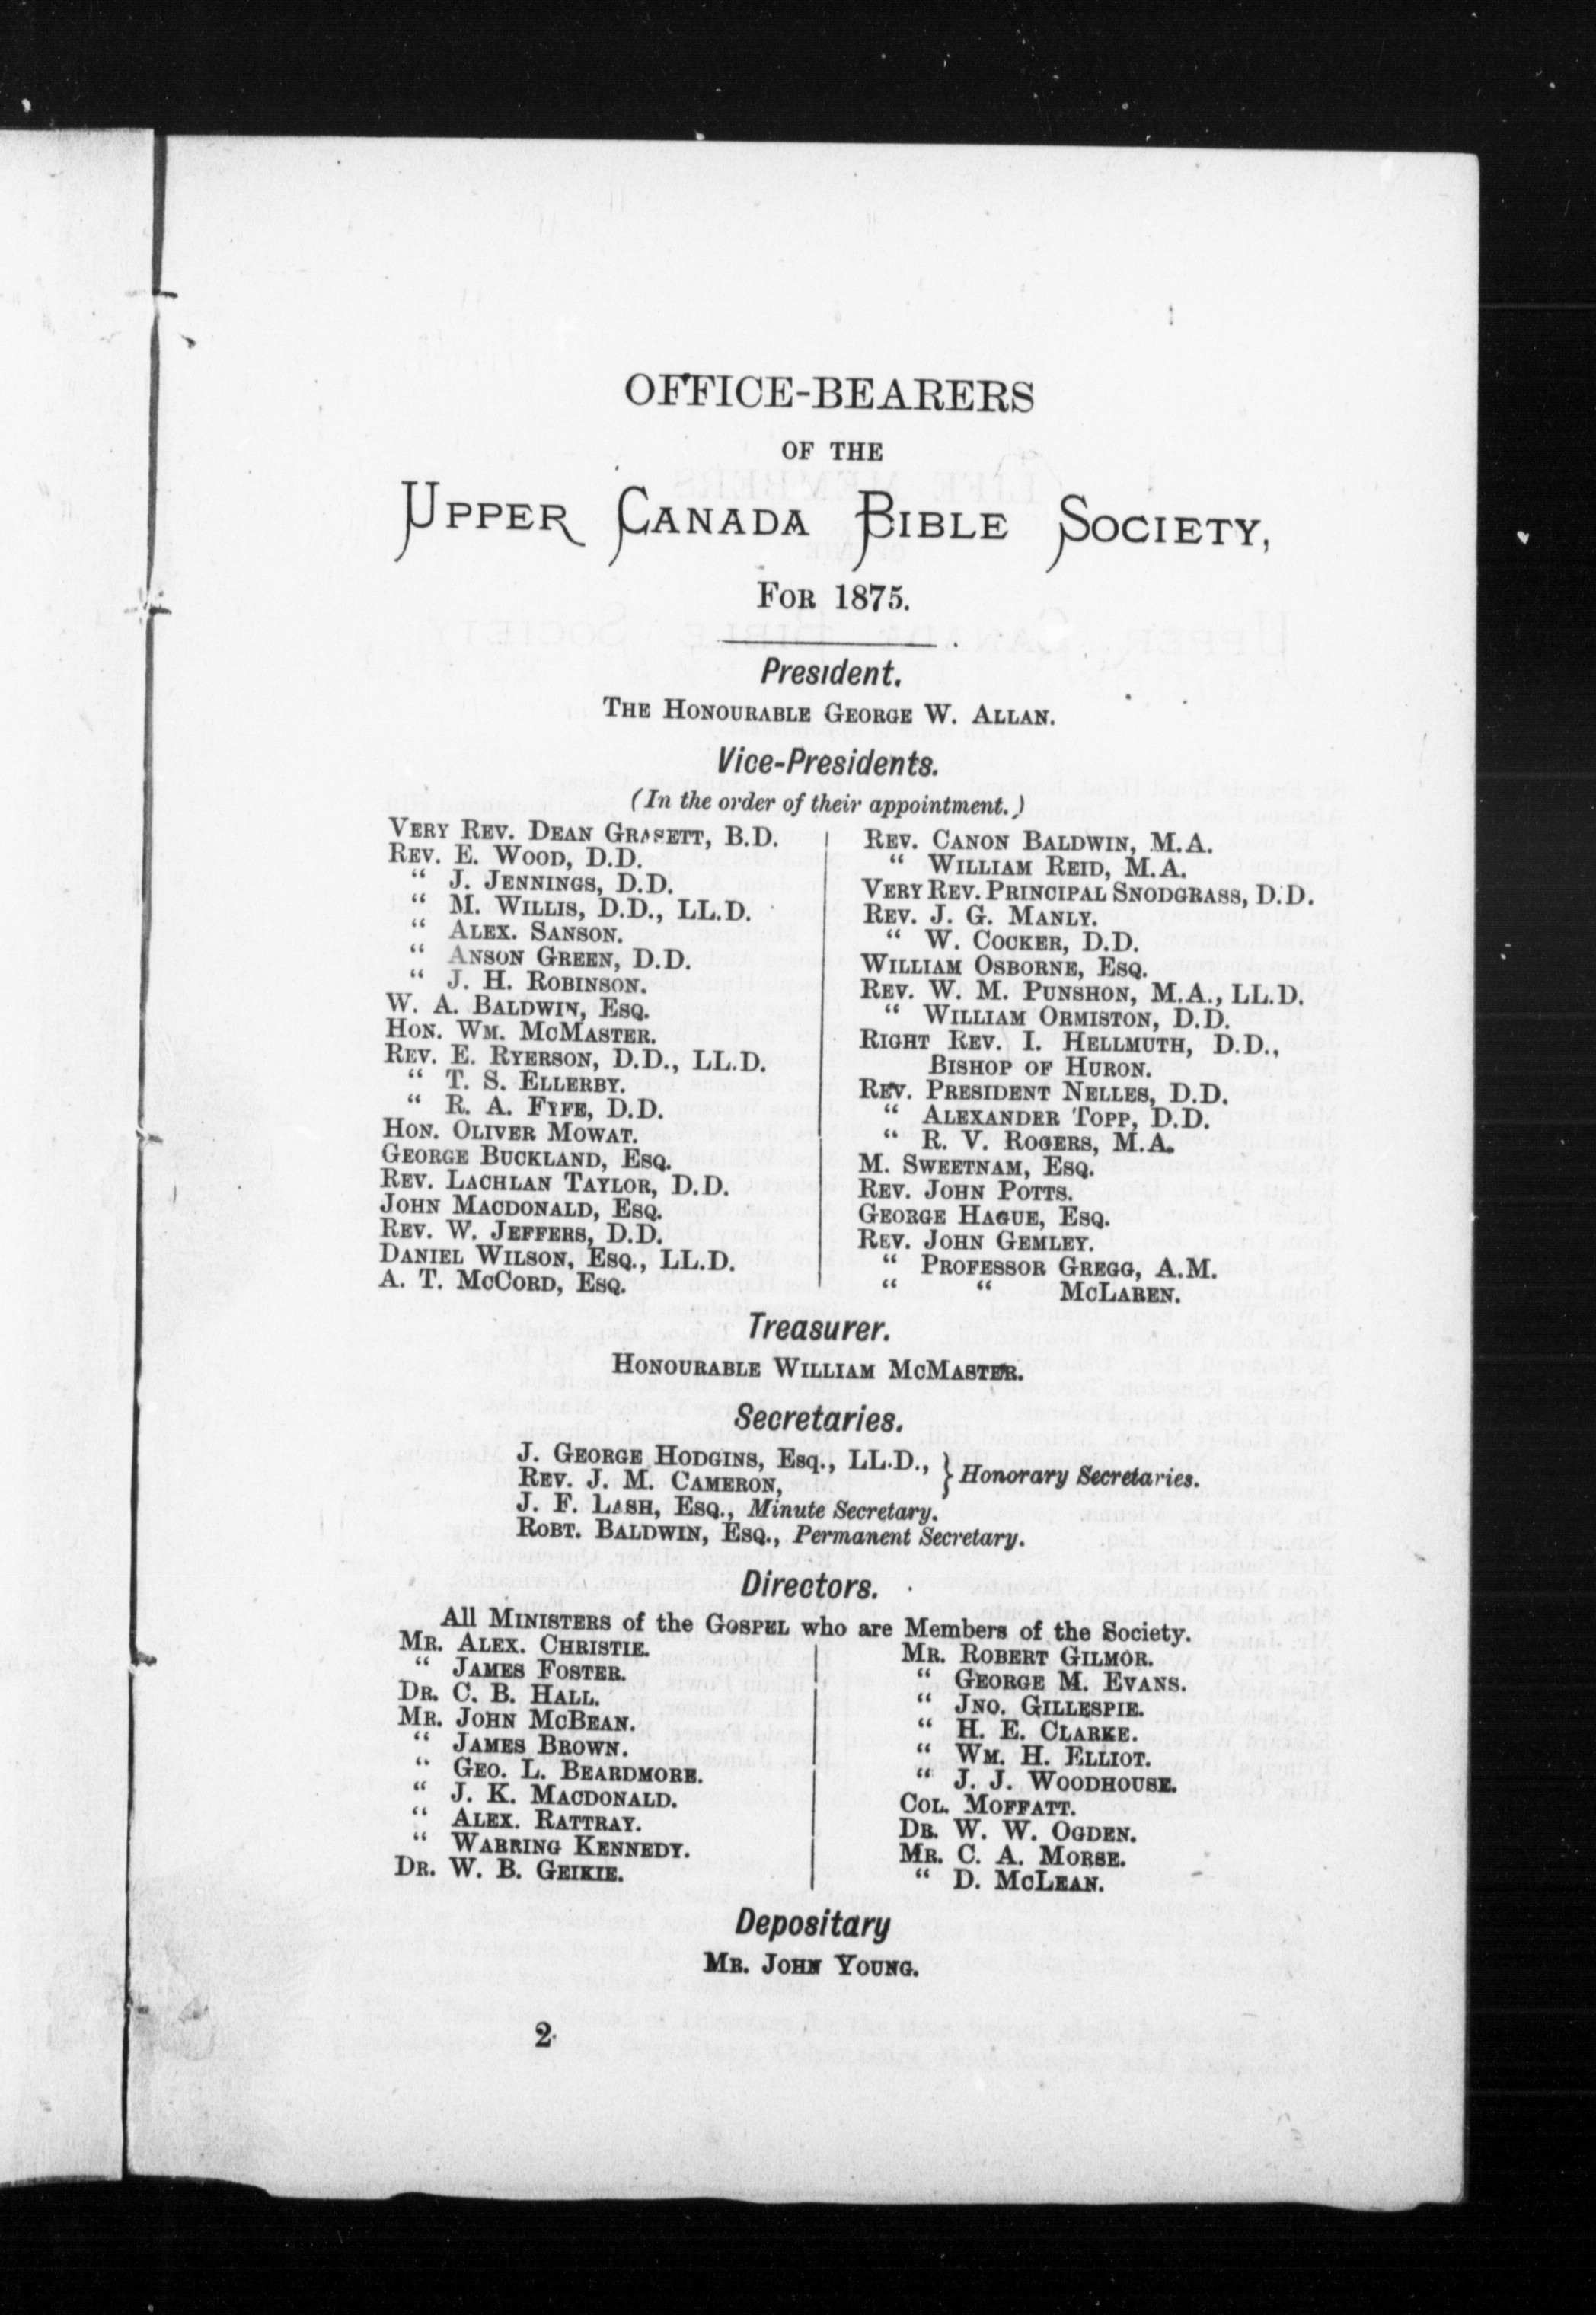 OFFICE-BEARERS
OF THE
UPPER CANADA BIBLE SOCIETY,
FOR 1875.
President.
THE HONOURABLE GEORGE W. ALLAN.
Vice-Presidents.
(In the order of their appointment.)
VERY REV. DEAN GRASETT, B.D.
REV. E. WOOD, D.D.
“ J. JENNINGS, D.D.
“ M. WILLIS, D.D., LL.D.
“ ALEX. SANSON.
“ ANSON GREEN, D.D.
“ J. H. ROBINSON.
W. A. BALDWIN, ESQ.
HON. WM. MCMASTER.
REV. E. RYERSON, D.D., LL.D.
“ T. S. ELLERBY.
“ R. A. FYFE, D.D.
HON. OLIVER MOWAT.
GEORGE BUCKLAND, ESQ.
REV. LACHLAN TAYLOR, D.D.
JOHN MACDONALD, ESQ.
REV. W. JEFFERS, D.D.
DANIEL WILSON, ESQ., LL.D.
A. T. MCCORD, ESQ.
REV. CANON BALDWIN, M.A.
“ WILLIAM REID, M.A.
VERY REV. PRINCIPAL SNODGRASS, D.D.
REV. J. G. MANLY.
“ W. COCKER, D.D.
WILLIAM OSBORNE, ESQ.
REV. W. M. PUNSHON, M.A., LL.D.
“ WILLIAM ORMISTON, D.D.
RIGHT REV. I. HELLMUTH, D.D.,
BISHOP OF HURON.
REV. PRESIDENT NELLES, D.D.
“ ALEXANDER TOPP, D.D.
“ R. V. ROGERS, M.A.
M. SWEETNAM, ESQ.
REV. JOHN POTTS.
GEORGE HAGUE, ESQ.
REV. JOHN GEMLEY.
“ PROFESSOR GREGG, A.M.
“ “ MCLAREN.
Treasurer.
HONOURABLE WILLIAM MCMASTER.
Secretaries.
J. GEORGE HODGINS, Esq., LL.D.,
REV. J. M. CAMERON,
} Honorary Secretaries.
J. F. LASH, ESQ., Minute Secretary.
ROBT. BALDWIN, ESQ., Permanent Secretary.
Directors.
All MINISTERS of the GOSPEL who are Members of the Society.
MR. ALEX. CHRISTIE.
“ JAMES FOSTER.
DR. C. B. HALL.
MR. JOHN MCBEAN.
“ JAMES BROWN.
“ GEO. L. BEARDMORE.
“ J. K. MACDONALD.
“ ALEX. RATTRAY.
“ WARRING KENNEDY.
DR. W. B. GEIKIE.
MR. ROBERT GILMOR.
“ GEORGE M. EVANS.
“ JNO. GILLESPIE.
“ H. E. CLARKE.
“ WM. H. ELLIOT.
“ J. J. WOODHOUSE.
COL. MOFFATT.
DR. W. W. OGDEN.
MR. C. A. MORSE.
“ D. MCLEAN.
Depositary
MR. JOHN YOUNG.
2